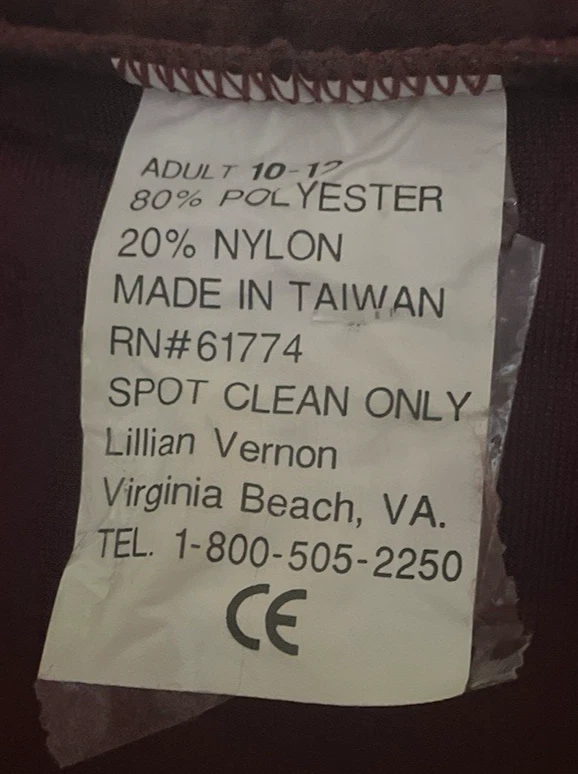 ADULT 10-12
80% POLYESTER
20% NYLON
MADE IN TAIWAN
RN#61774
SPOT CLEAN ONLY
Lillian Vernon
Virginia Beach, VA.
TEL. 1-800-505-2250
CE